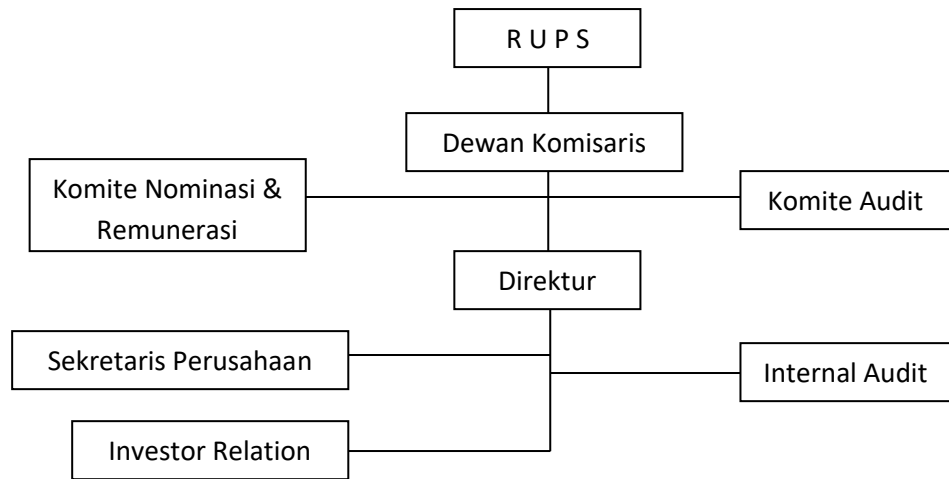 R U P S
Dewan Komisaris
Komite Nominasi &
Remunerasi
Komite Audit
Direktur
Sekretaris Perusahaan
Internal Audit
Investor Relation